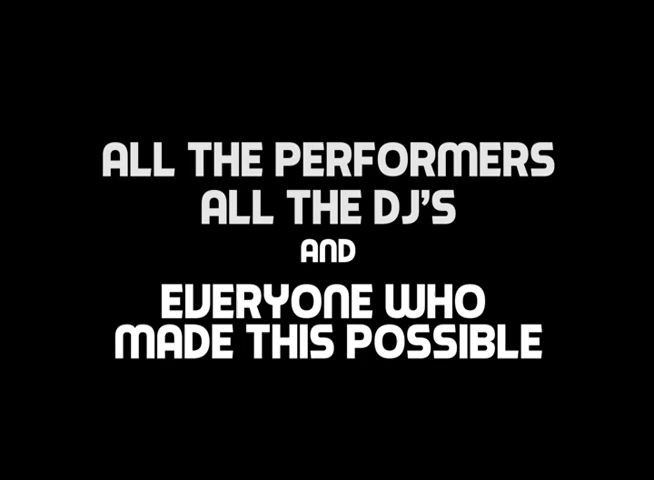 ALL THE PERFORMERS
ALL THE DJ'S
AND
EVERYONE WHO
MADE THIS POSSIBLE